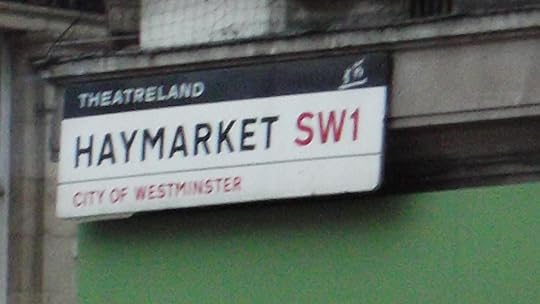 THEATRELAND
HAYMARKET SW1
CITY OF WESTMINSTER